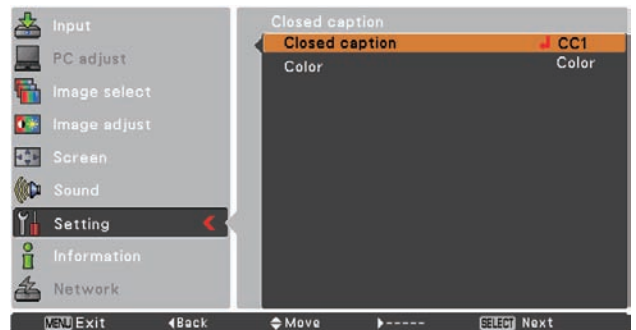 Input
PC adjust
Image select
Image adjust
Screen
Sound
Setting
Information
Network
Closed caption
Closed caption CC1
Color Color
MENU Exit Back Move ----- SELECT Next